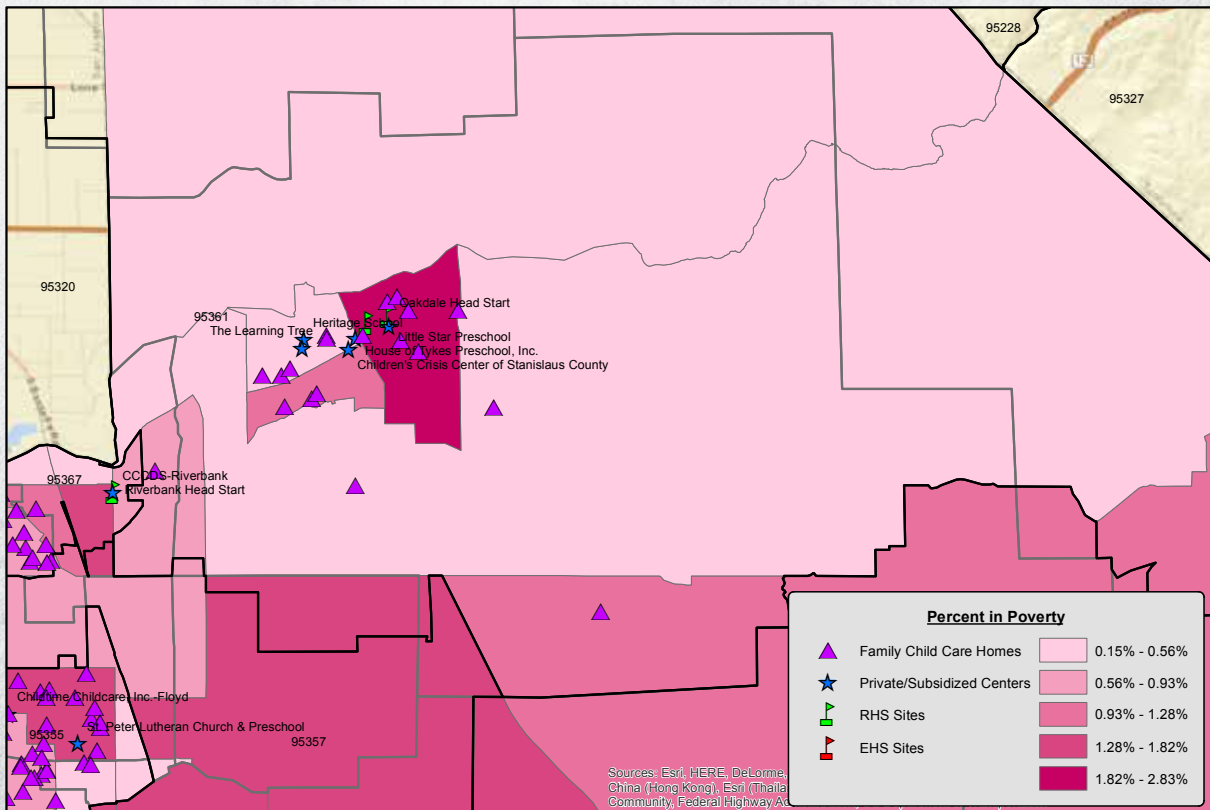 95228
95327
95320
95361
Oakdale Head Start
Heritage School
The Learning Tree
Little Star Preschool
House of Tykes Preschool, Inc.
Children's Crisis Center of Stanislaus County
CCCDS-Riverbank
95367
Riverbank Head Start
Childtime Childcare, Inc.-Floyd
St. Peter Lutheran Church & Preschool
95355
95357
Percent in Poverty
Family Child Care Homes
0.15% - 0.56%
Private/Subsidized Centers
0.56% - 0.93%
RHS Sites
0.93% - 1.28%
EHS Sites
1.28% - 1.82%
1.82% - 2.83%
Sources: Esri, HERE, DeLorme,
China (Hong Kong), Esri
Community, Federal Highway